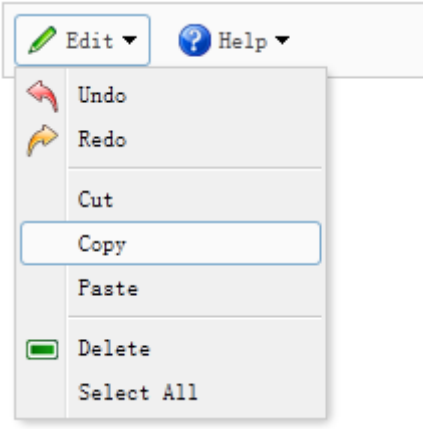 Edit Help
Undo
Redo
Cut
Copy
Paste
Delete
Select All